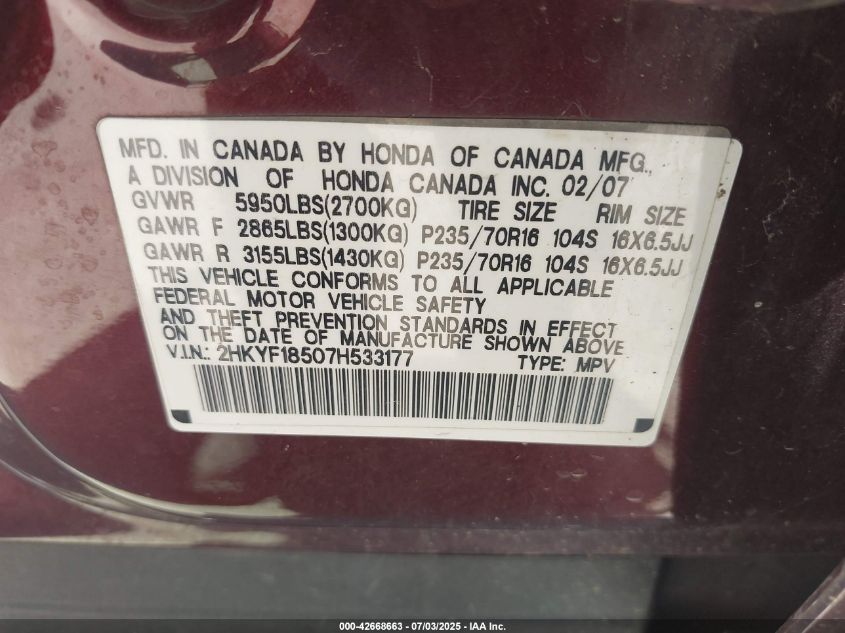 MFD. IN CANADA BY HONDA OF CANADA MFG.,
A DIVISION OF HONDA CANADA INC. 02/07
GVWR 5950LBS(2700KG) TIRE SIZE RIM SIZE
GAWR F 2865LBS(1300KG) P235/70R16 104S 16X6.5JJ
GAWR R 3155LBS(1430KG) P235/70R16 104S 16X6.5JJ
THIS VEHICLE CONFORMS TO ALL APPLICABLE
FEDERAL MOTOR VEHICLE SAFETY
AND THEFT PREVENTION STANDARDS IN EFFECT
ON THE DATE OF MANUFACTURE SHOWN ABOVE
V.I.N.: 2HKYF18507H533177 TYPE: MPV
000-42668663 - 07/03/2025 - IAA Inc.